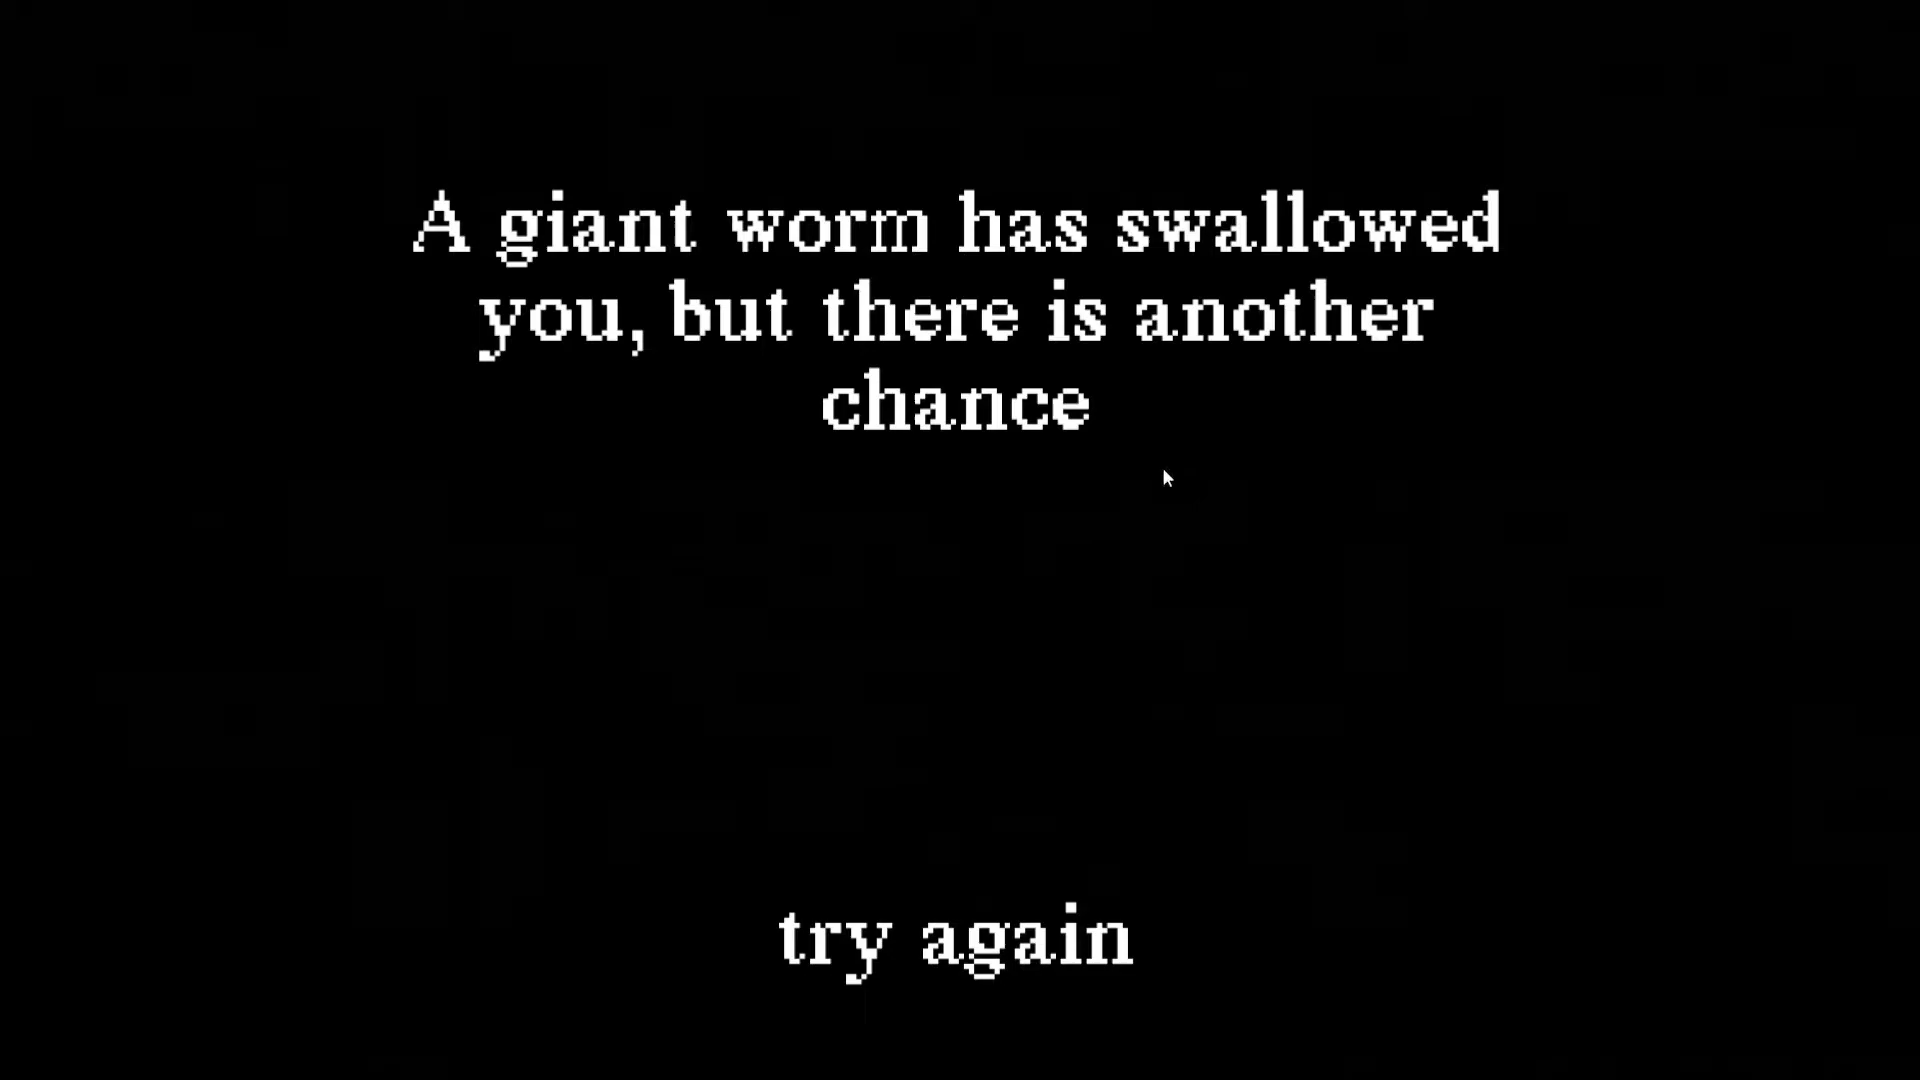 A giant worm has swallowed
you, but there is another
chance
try again